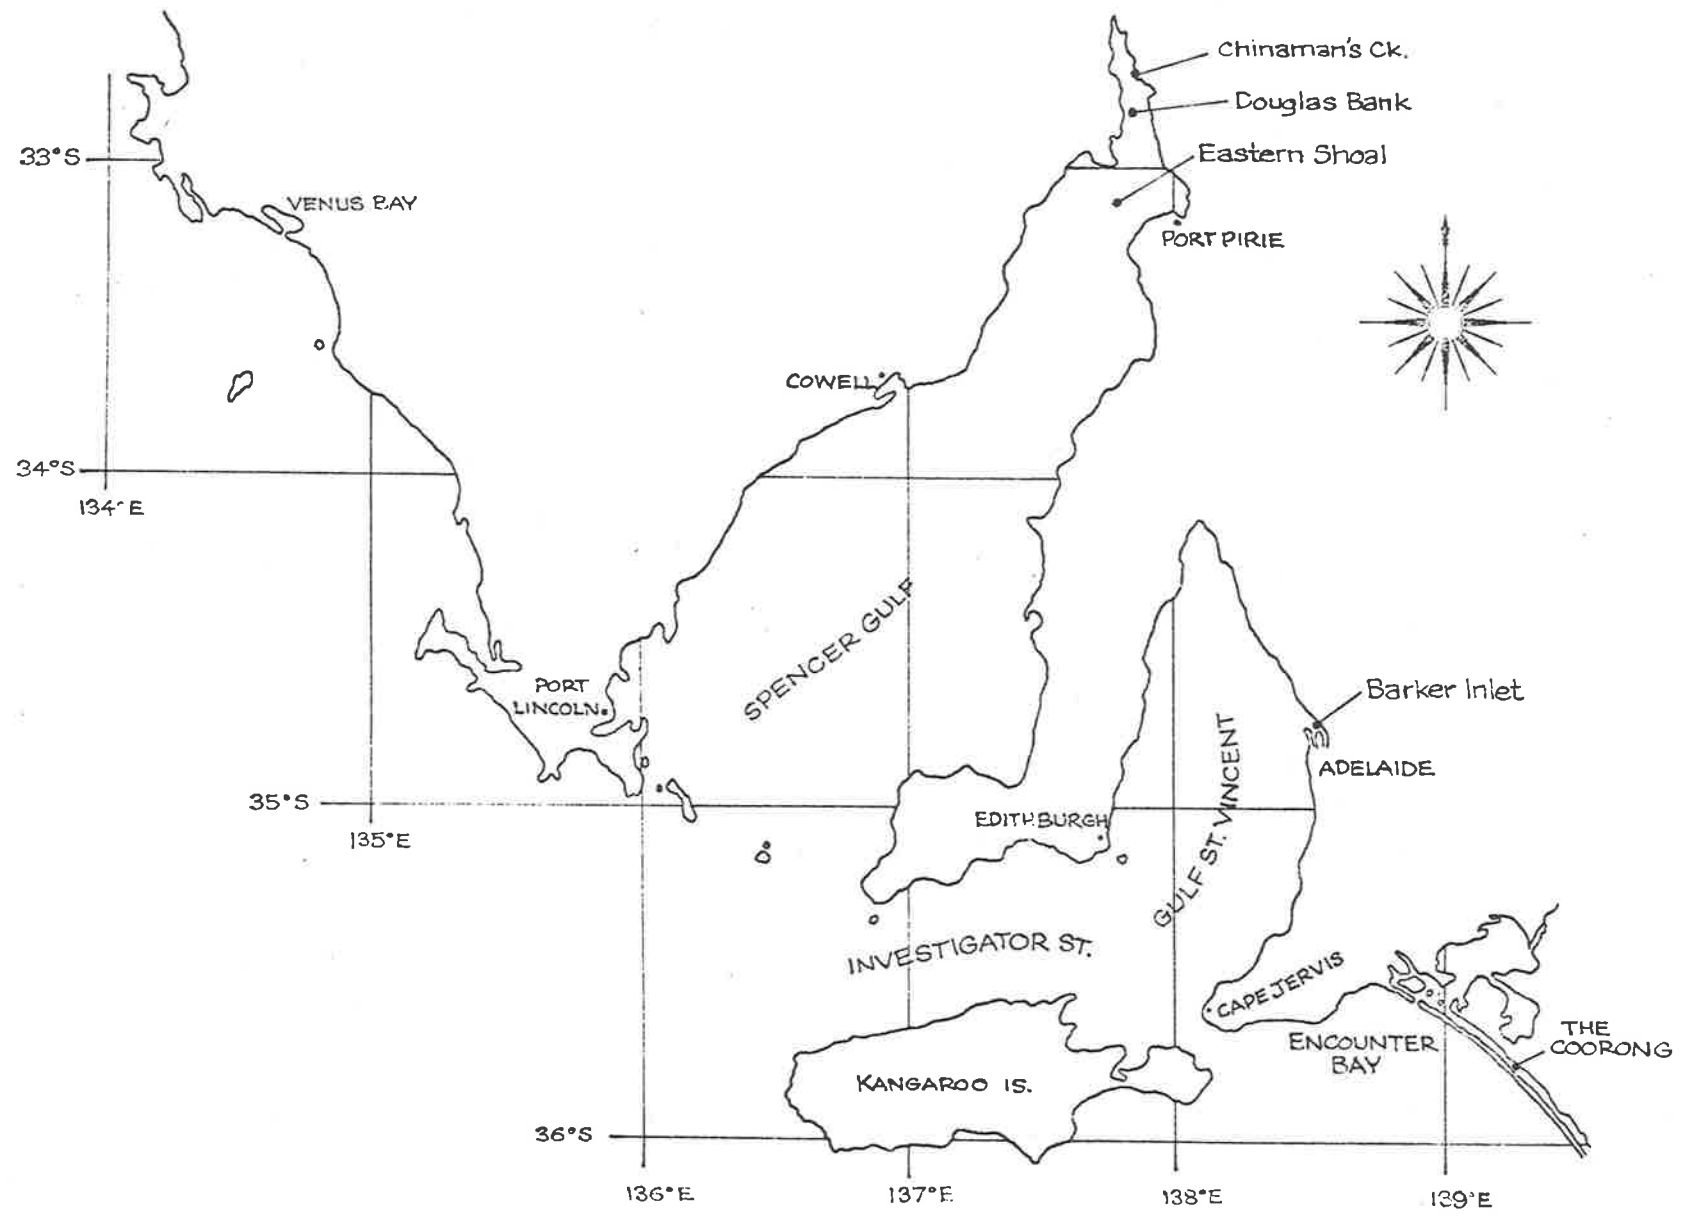 Chinaman's Ck.
Douglas Bank
33°S
Eastern Shoal
VENUS BAY
PORT PIRIE
COWELL
34°S
134°E
SPENCER GULF
PORT
LINCOLN
Barker Inlet
ADELAIDE
35°S
EDITHBURGH
135°E
GULF ST. VINCENT
INVESTIGATOR ST.
CAPE JERVIS
THE
COORONG
ENCOUNTER
BAY
KANGAROO IS.
36°S
136°E
137°E
138°E
139°E